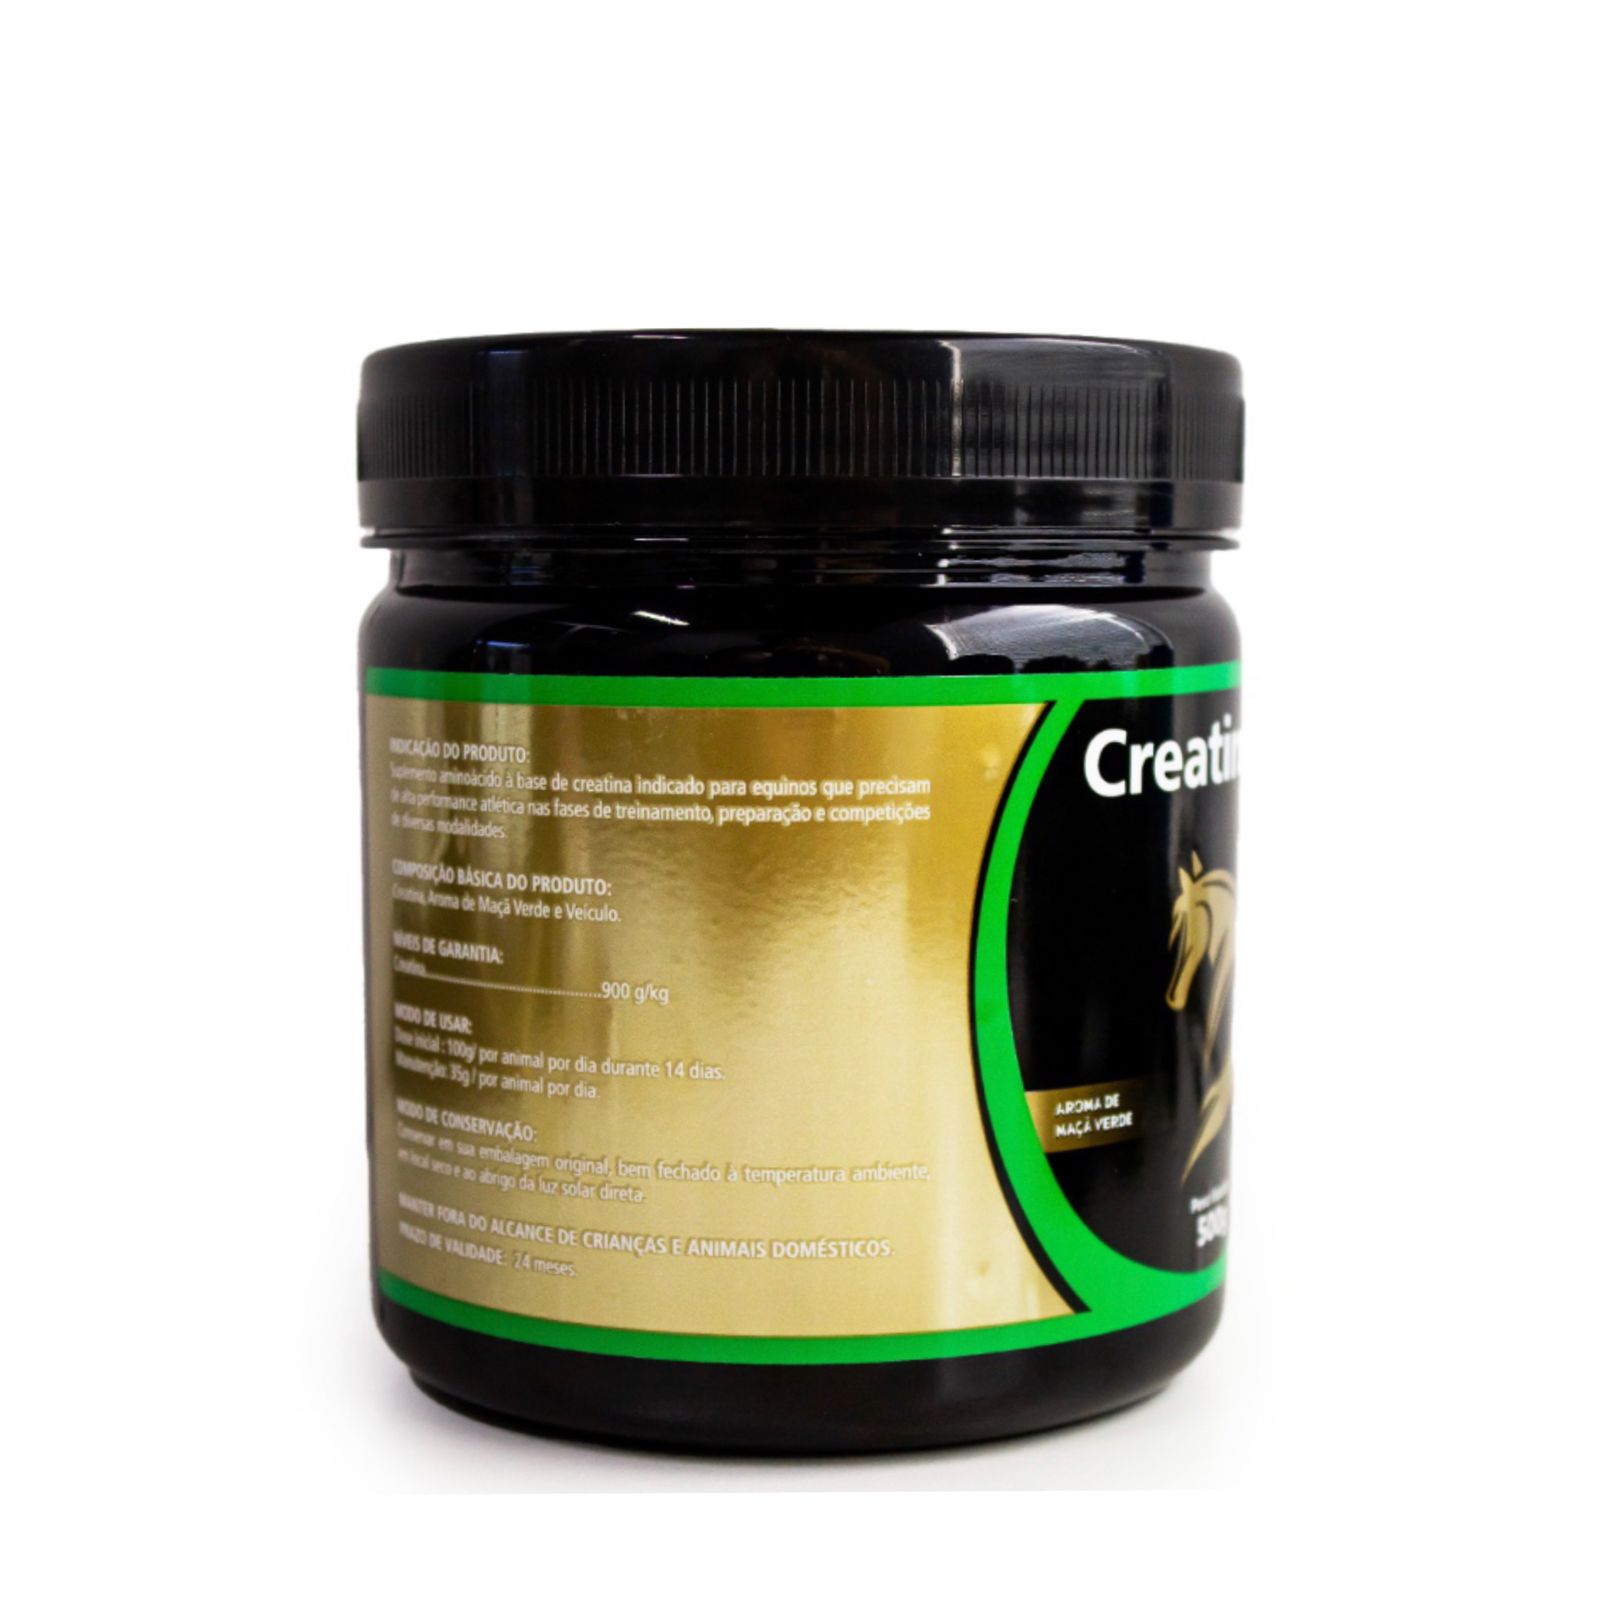 INDICAÇÃO DO PRODUTO:
Suplemento aminoácido à base de creatina indicado para equinos que precisam
de alta performance atlética nas fases de treinamento, preparação e competições
de diversas modalidades.
COMPOSIÇÃO BÁSICA DO PRODUTO:
Creatina, Aroma de Maçã Verde e Veículo.
NÍVEIS DE GARANTIA:
Creatina..........................................900 g/kg
MODO DE USAR:
Dose inicial : 100g/ por animal por dia durante 14 dias.
Manutenção: 35g / por animal por dia.
MODO DE CONSERVAÇÃO:
Conservar em sua embalagem original, bem fechado à temperatura ambiente,
em local seco e ao abrigo da luz solar direta.
MANTER FORA DO ALCANCE DE CRIANÇAS E ANIMAIS DOMÉSTICOS.
PRAZO DE VALIDADE: 24 meses.
Creatin
AROMA DE
MAÇÃ VERDE
Peso
500g